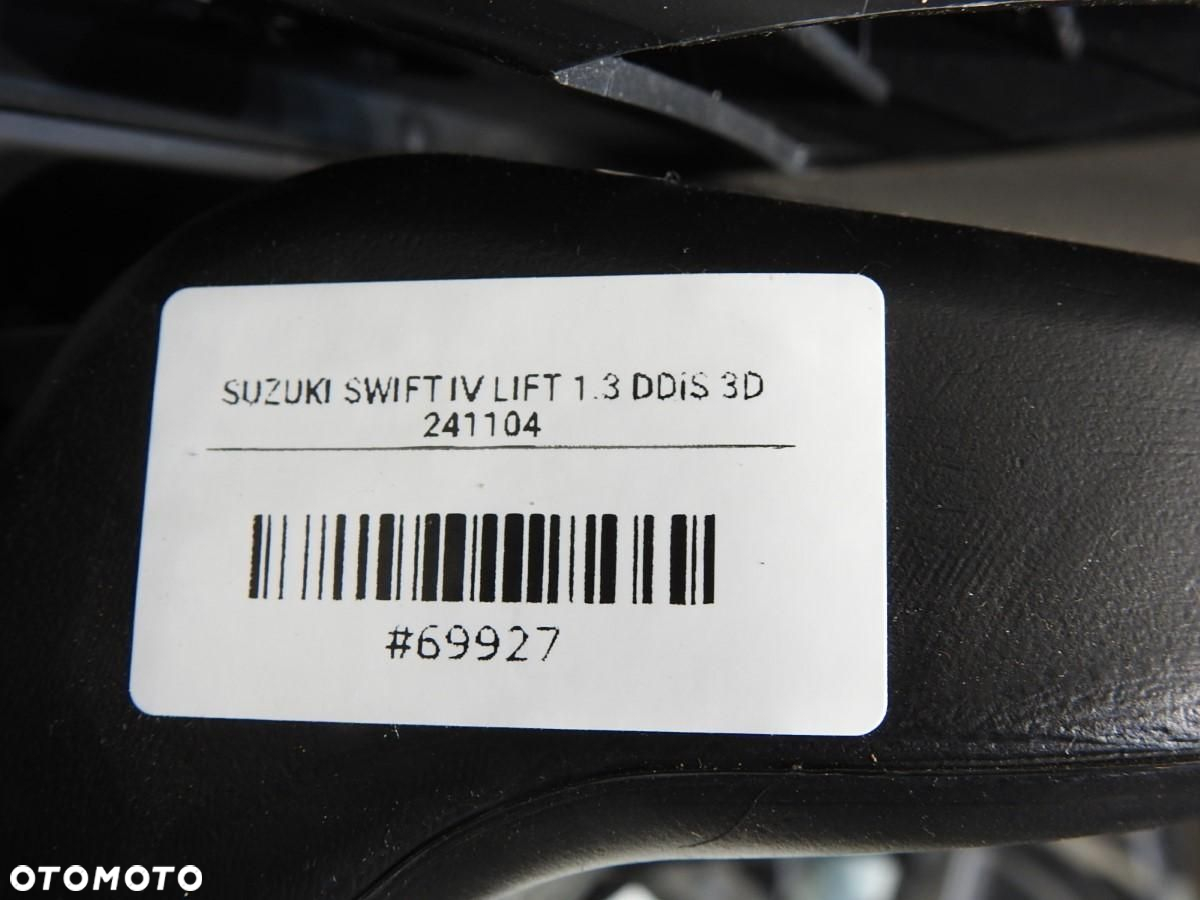 SUZUKI SWIFT IV LIFT 1.3 DDiS 3D
241104
#69927
OTOMOTO